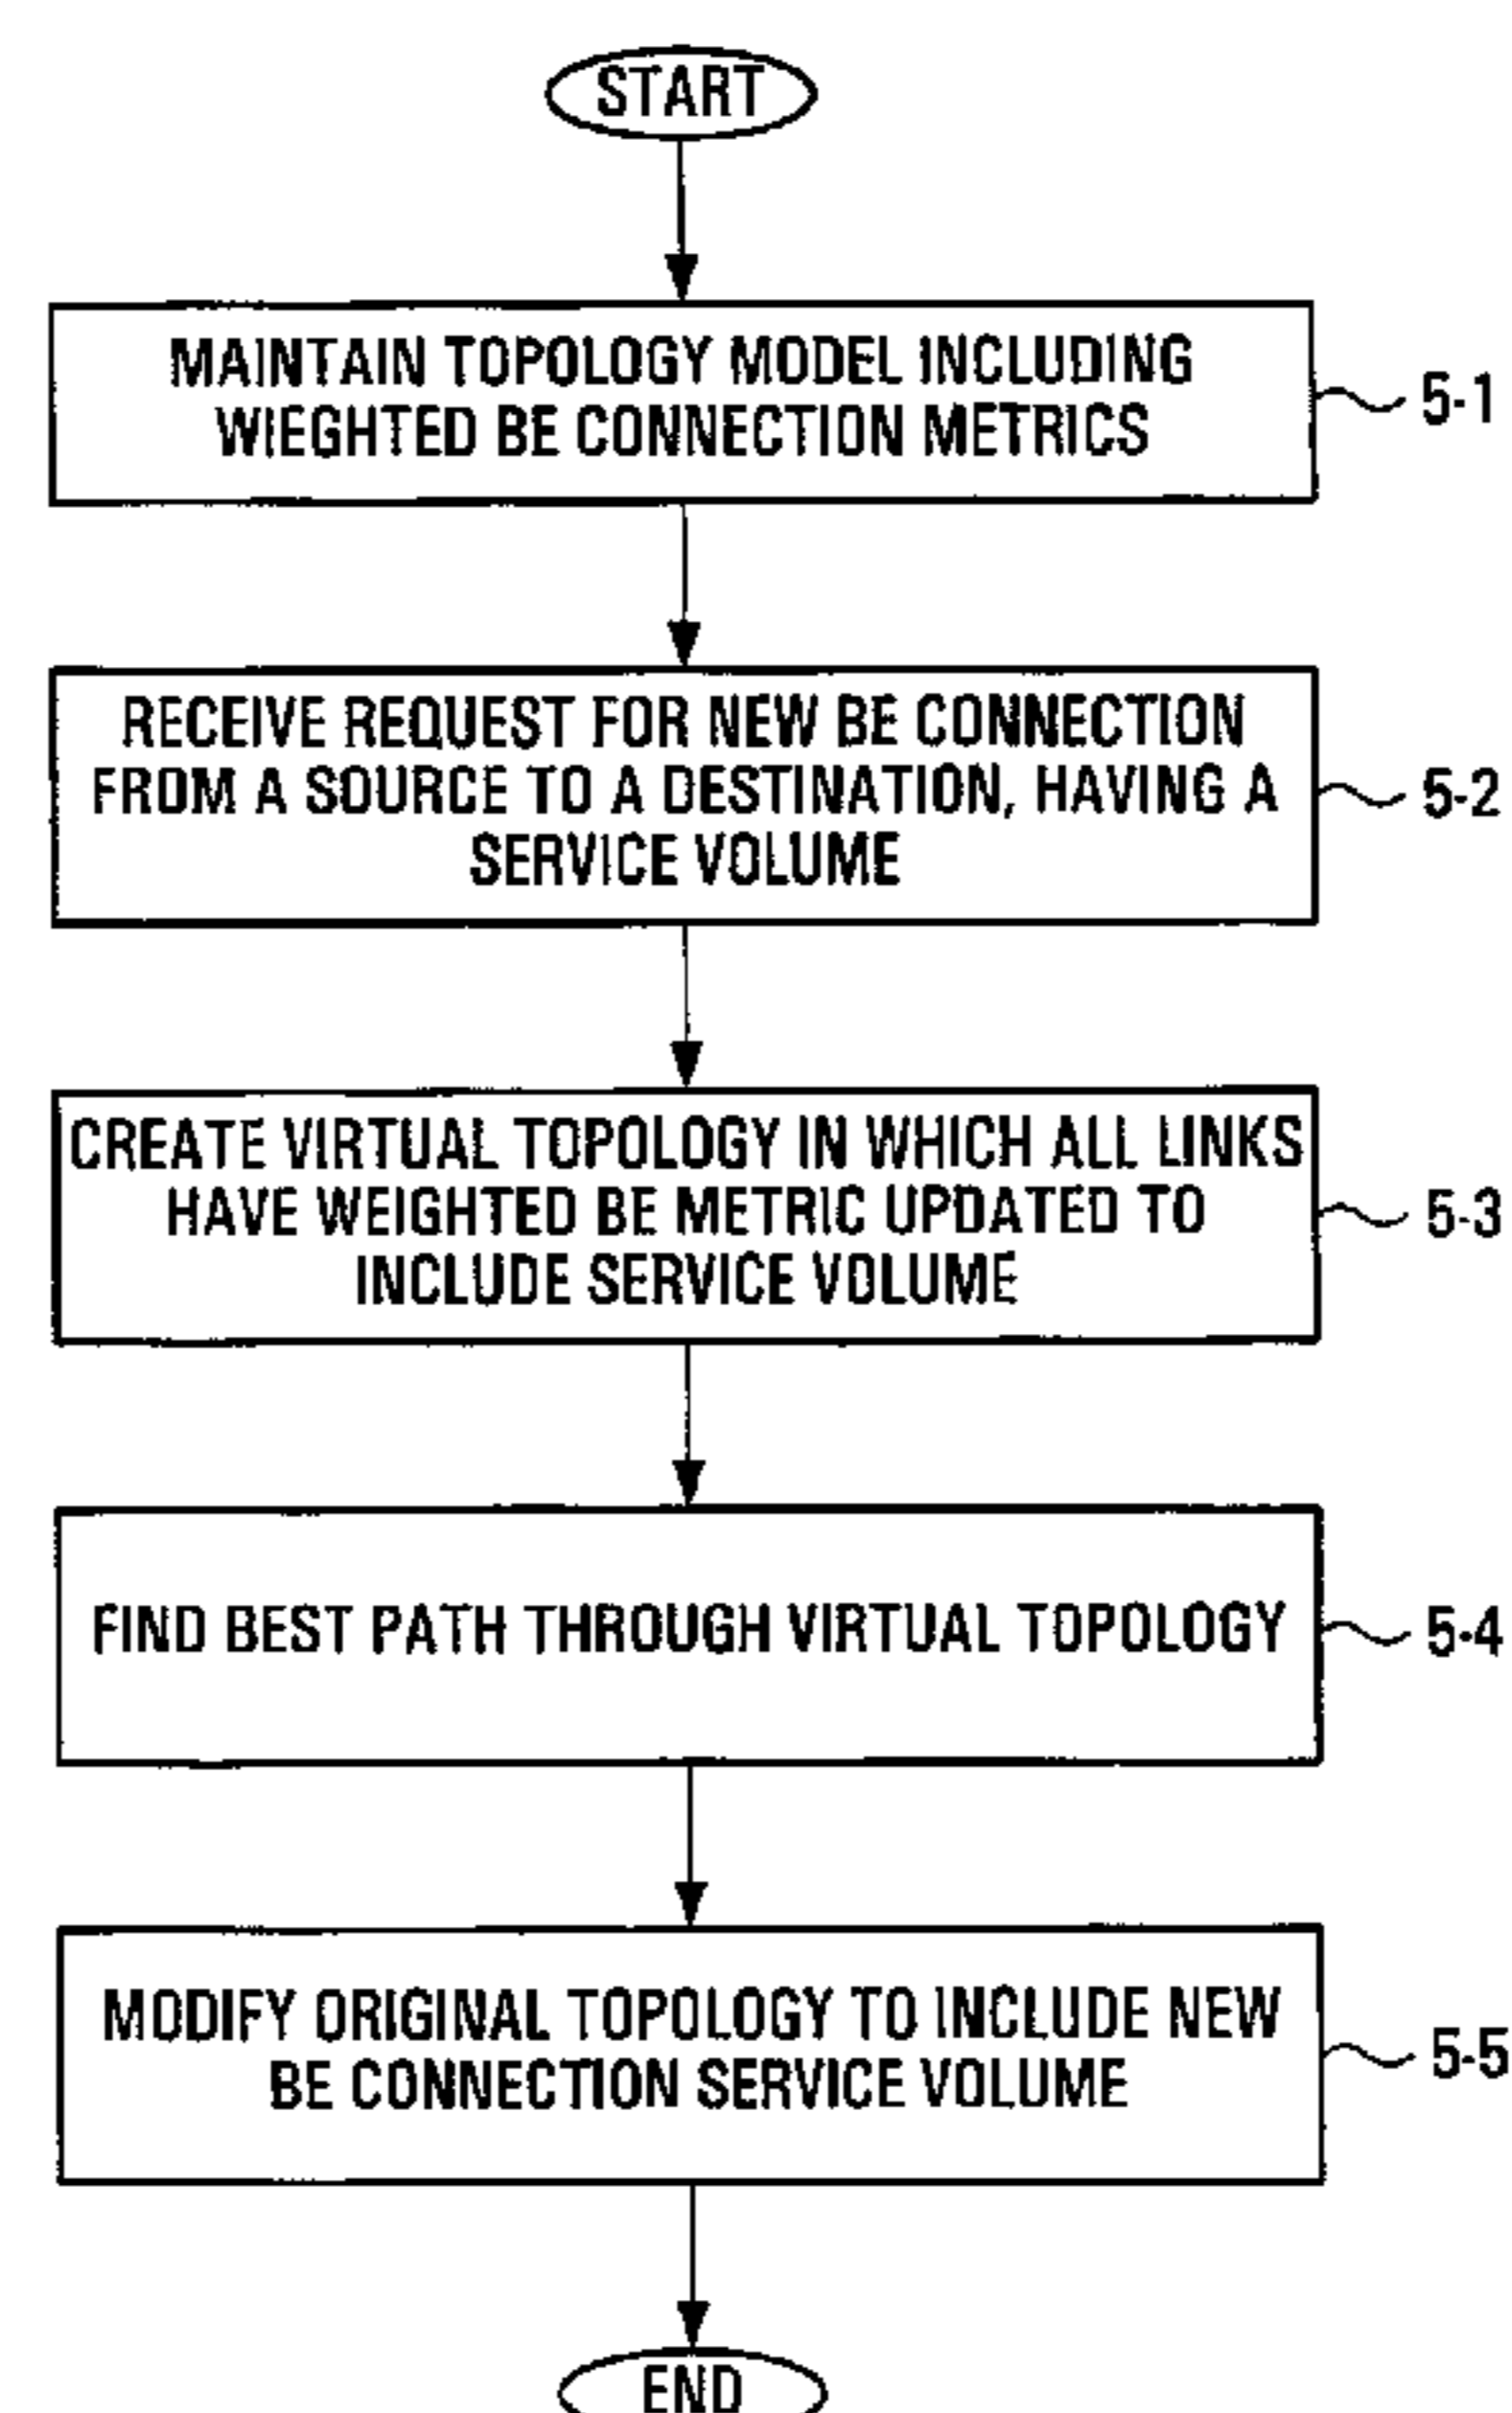 START
MAINTAIN TOPOLOGY MODEL INCLUDING
WIEGHTED BE CONNECTION METRICS
5-1
RECEIVE REQUEST FOR NEW BE CONNECTION
FROM A SOURCE TO A DESTINATION, HAVING A
SERVICE VOLUME
5-2
CREATE VIRTUAL TOPOLOGY IN WHICH ALL LINKS
HAVE WEIGHTED BE METRIC UPDATED TO
INCLUDE SERVICE VOLUME
5-3
FIND BEST PATH THROUGH VIRTUAL TOPOLOGY
5-4
MODIFY ORIGINAL TOPOLOGY TO INCLUDE NEW
BE CONNECTION SERVICE VOLUME
5-5
END